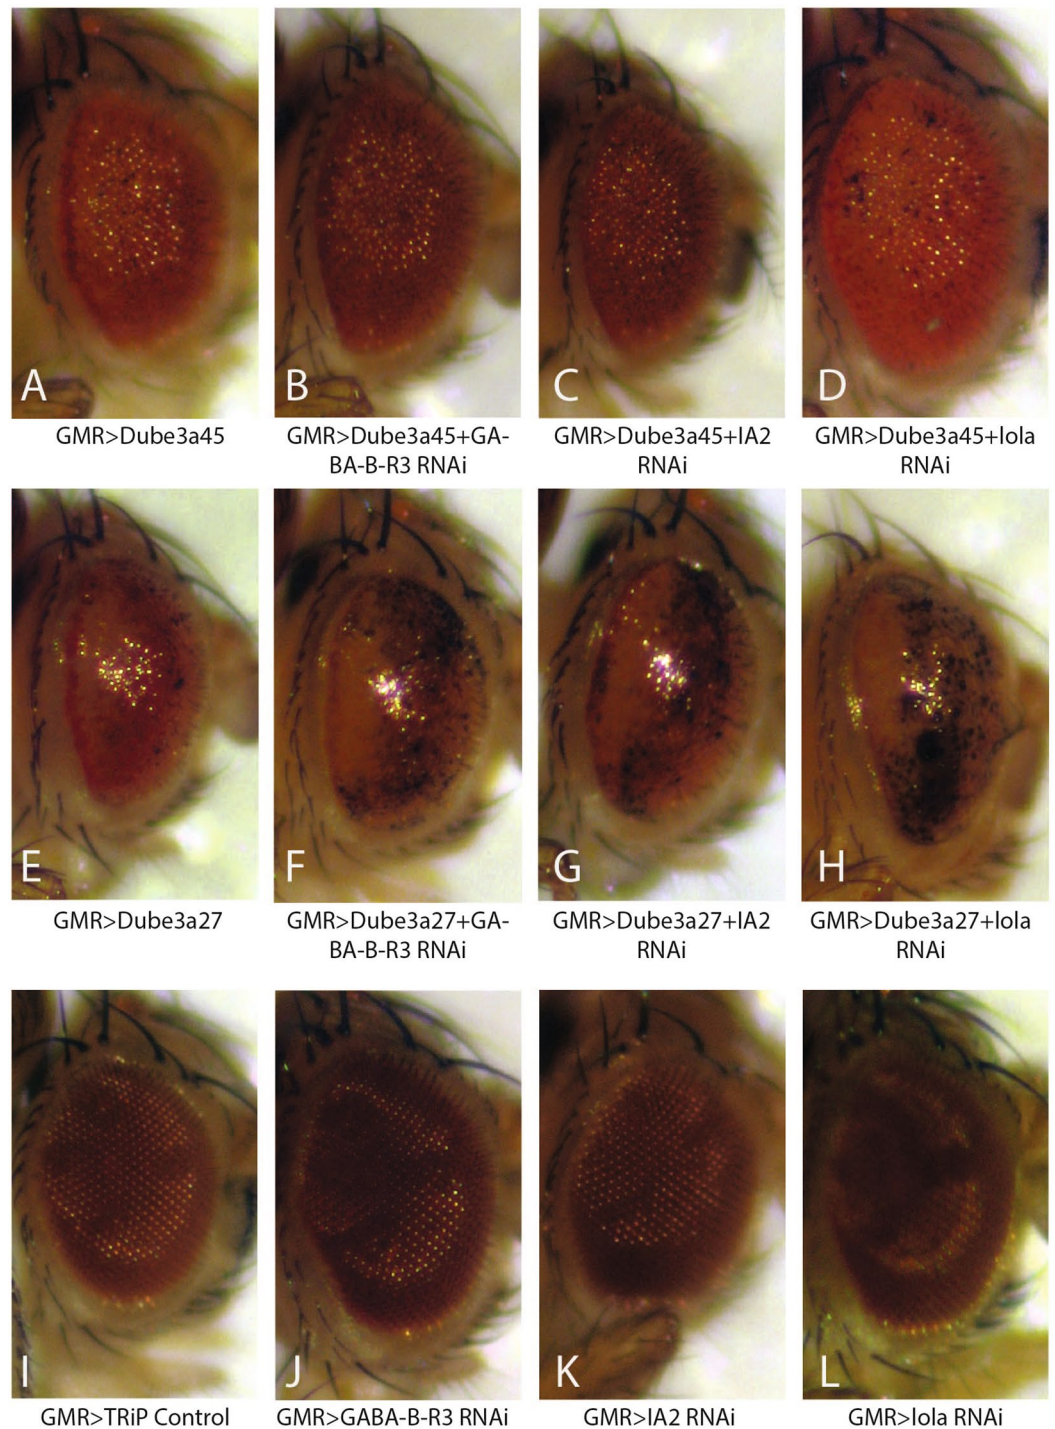 A
B
C
D
GMR>Dube3a45
GMR>Dube3a45+GA-
BA-B-R3 RNAi
GMR>Dube3a45+IA2
RNAi
GMR>Dube3a45+lola
RNAi
E
F
G
H
GMR>Dube3a27
GMR>Dube3a27+GA-
BA-B-R3 RNAi
GMR>Dube3a27+IA2
RNAi
GMR>Dube3a27+lola
RNAi
I
J
K
L
GMR>TRiP Control
GMR>GABA-B-R3 RNAi
GMR>IA2 RNAi
GMR>lola RNAi